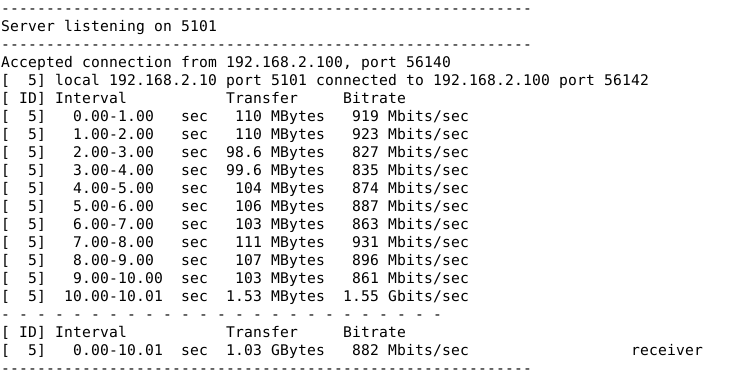 -----------------------------------------------------------
Server listening on 5101
-----------------------------------------------------------
Accepted connection from 192.168.2.100, port 56140
[  5] local 192.168.2.10 port 5101 connected to 192.168.2.100 port 56142
[ ID] Interval           Transfer     Bitrate
[  5]   0.00-1.00   sec   110 MBytes   919 Mbits/sec
[  5]   1.00-2.00   sec   110 MBytes   923 Mbits/sec
[  5]   2.00-3.00   sec  98.6 MBytes   827 Mbits/sec
[  5]   3.00-4.00   sec  99.6 MBytes   835 Mbits/sec
[  5]   4.00-5.00   sec   104 MBytes   874 Mbits/sec
[  5]   5.00-6.00   sec   106 MBytes   887 Mbits/sec
[  5]   6.00-7.00   sec   103 MBytes   863 Mbits/sec
[  5]   7.00-8.00   sec   111 MBytes   931 Mbits/sec
[  5]   8.00-9.00   sec   107 MBytes   896 Mbits/sec
[  5]   9.00-10.00  sec   103 MBytes   861 Mbits/sec
[  5]  10.00-10.01  sec  1.53 MBytes  1.55 Gbits/sec
- - - - - - - - - - - - - - - - - - - - - - - - -
[ ID] Interval           Transfer     Bitrate
[  5]   0.00-10.01  sec  1.03 GBytes   882 Mbits/sec                  receiver
-----------------------------------------------------------